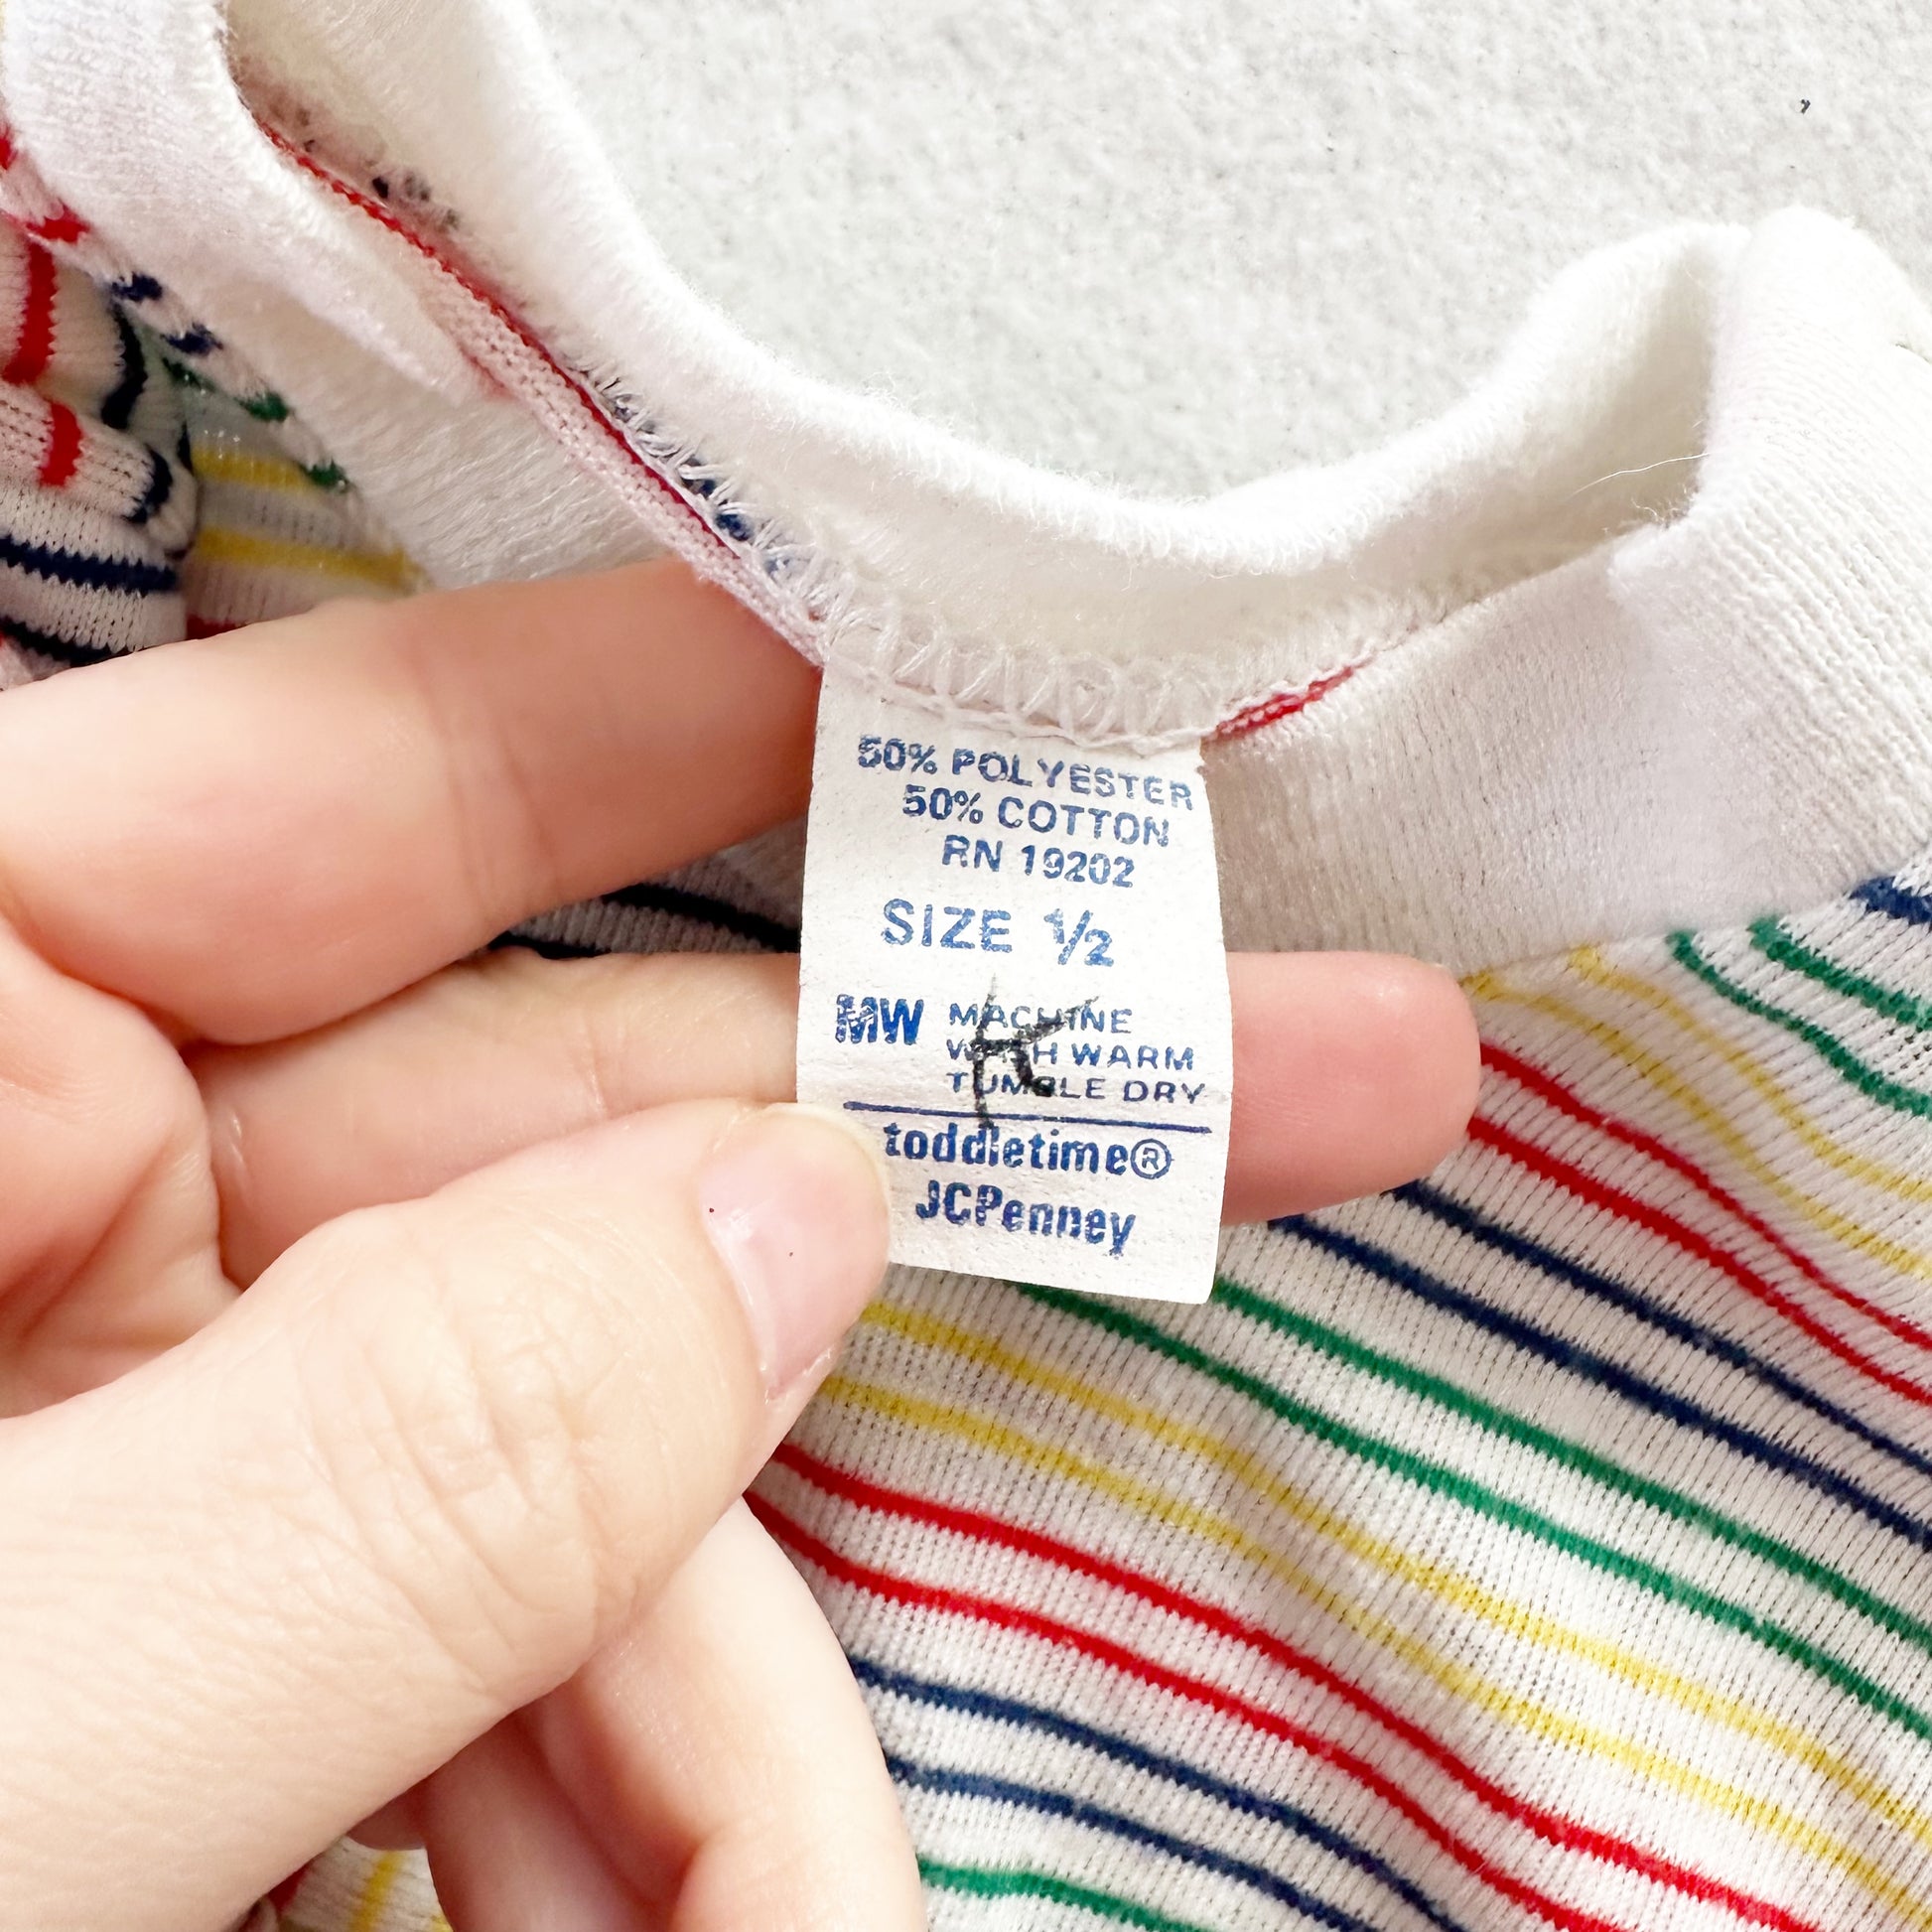 50% POLYESTER
50% COTTON
RN 19202
SIZE ½
MW MACHINE
WASH WARM
TUMBLE DRY
toddletime®
JCPenney